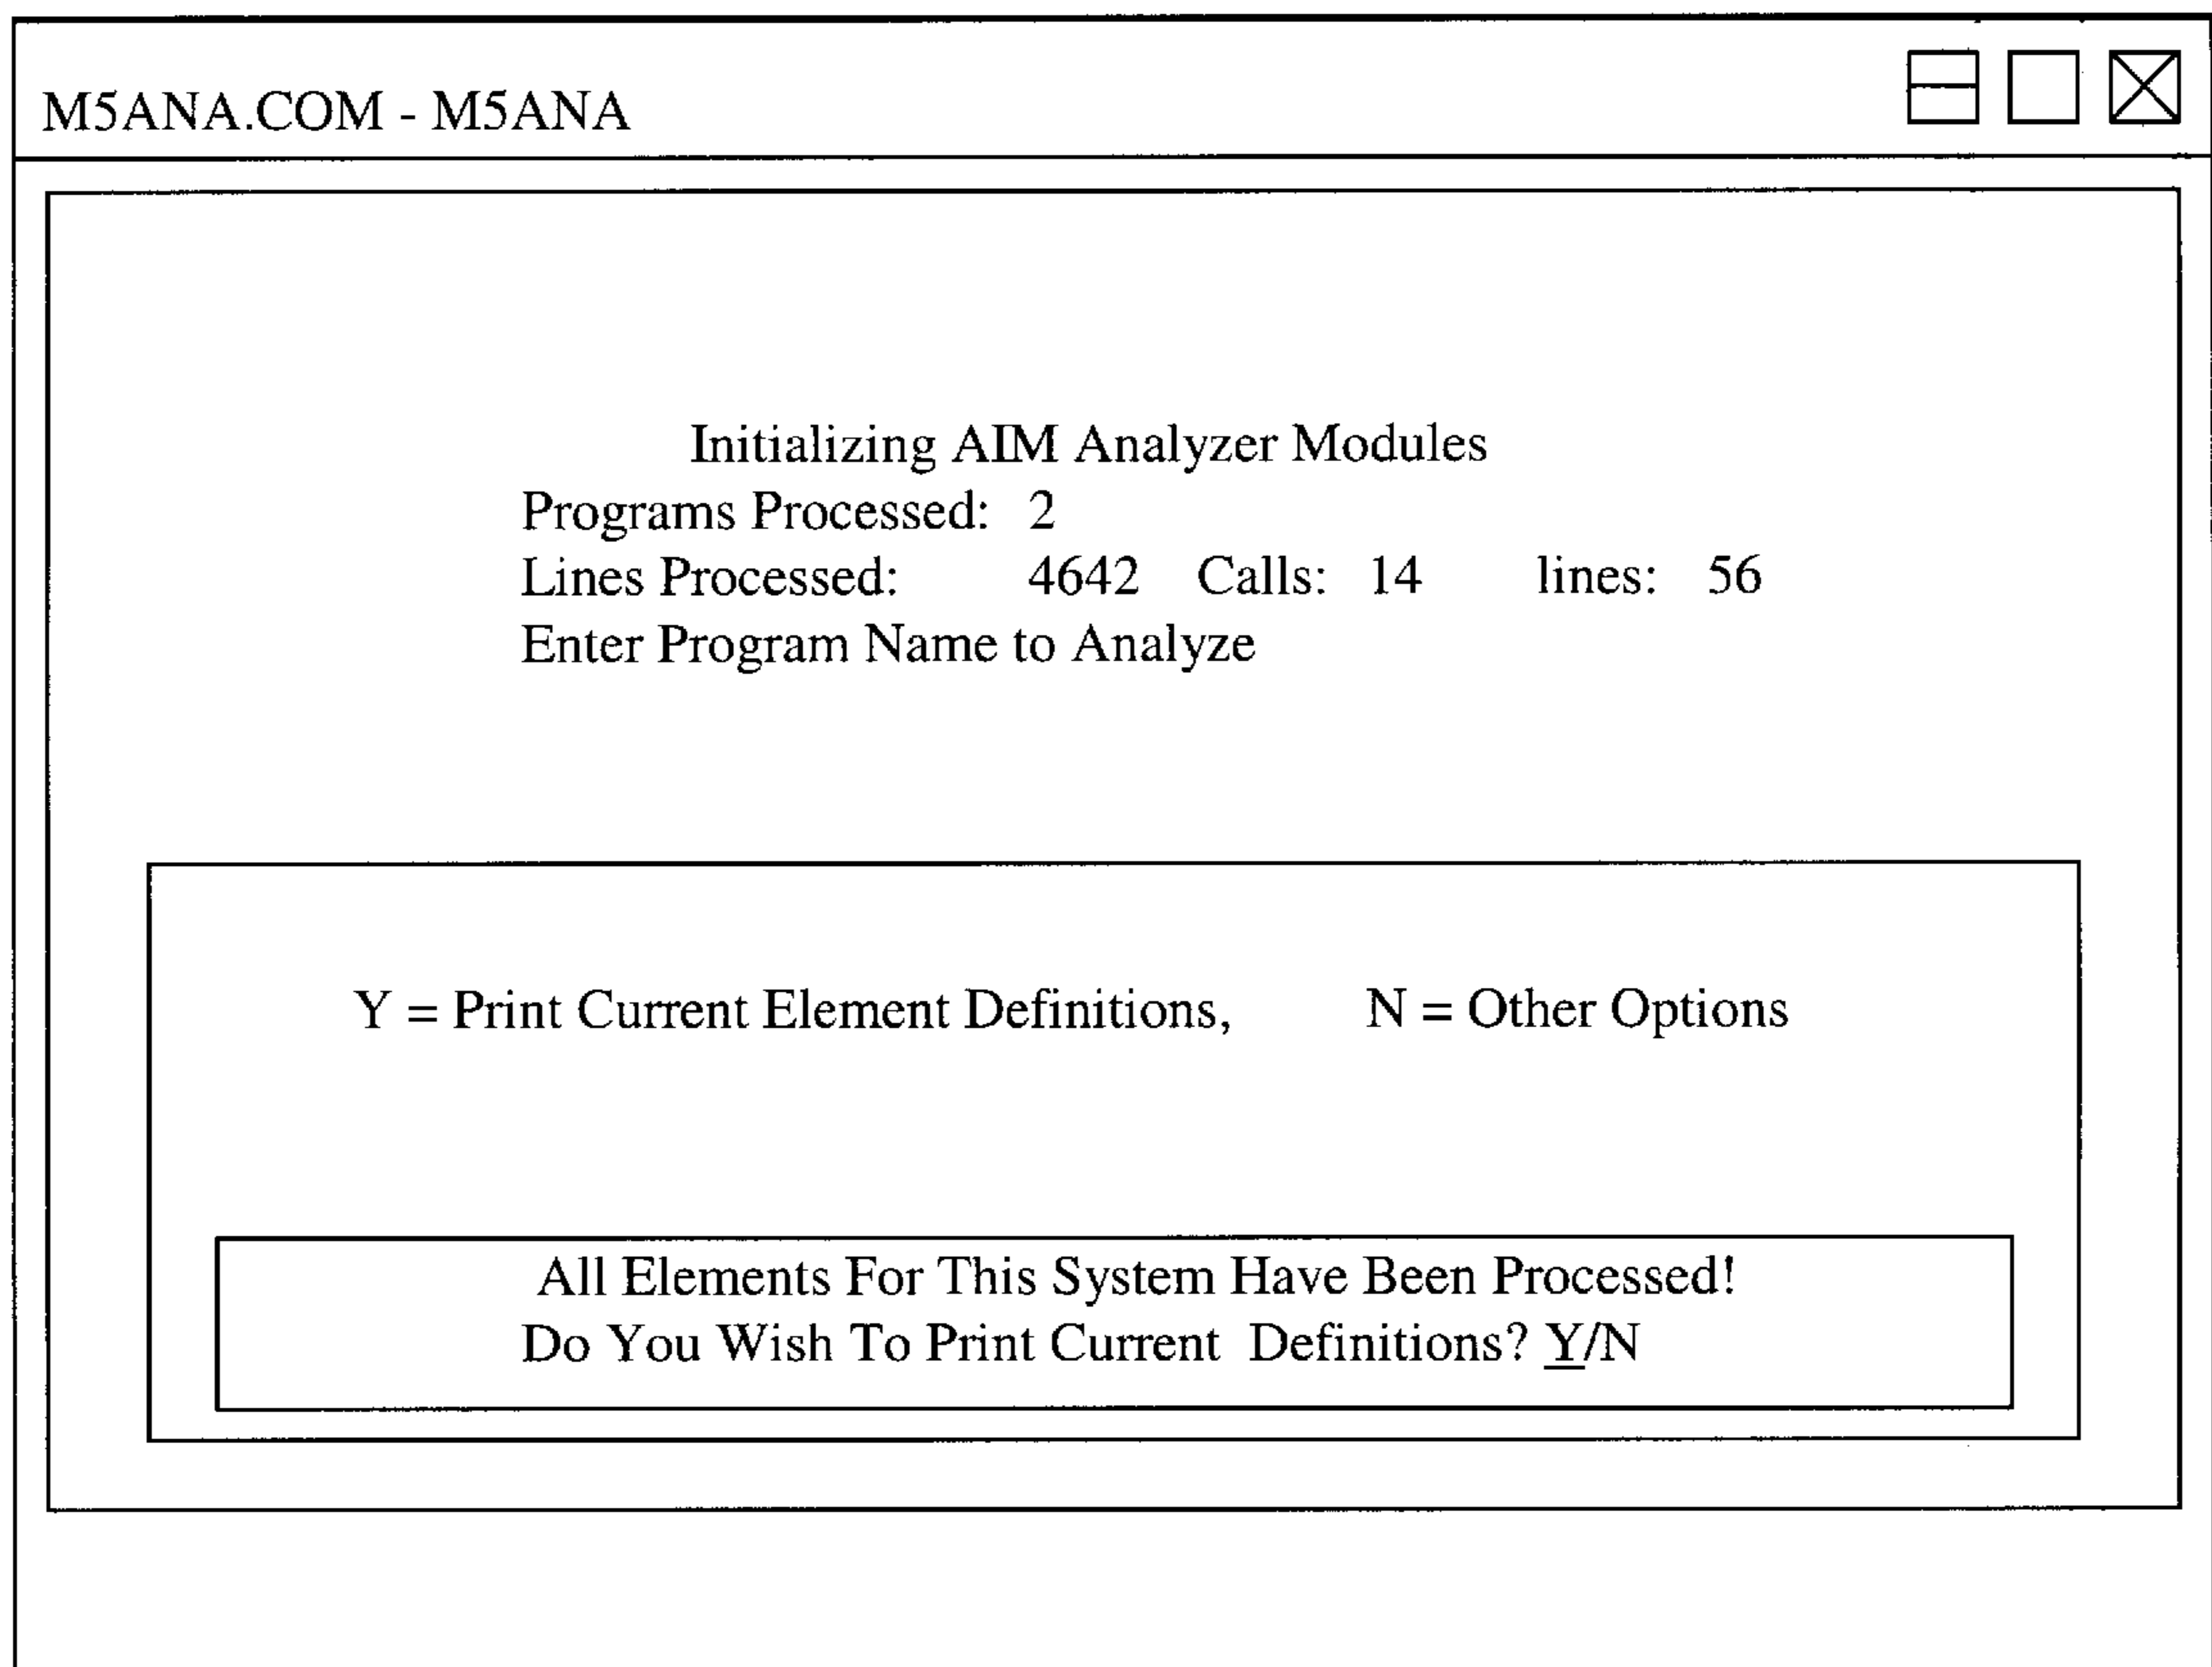 M5ANA.COM - M5ANA
Initializing AIM Analyzer Modules
Programs Processed: 2
Lines Processed: 4642 Calls: 14 lines: 56
Enter Program Name to Analyze
Y = Print Current Element Definitions, N = Other Options
All Elements For This System Have Been Processed!
Do You Wish To Print Current Definitions? Y/N